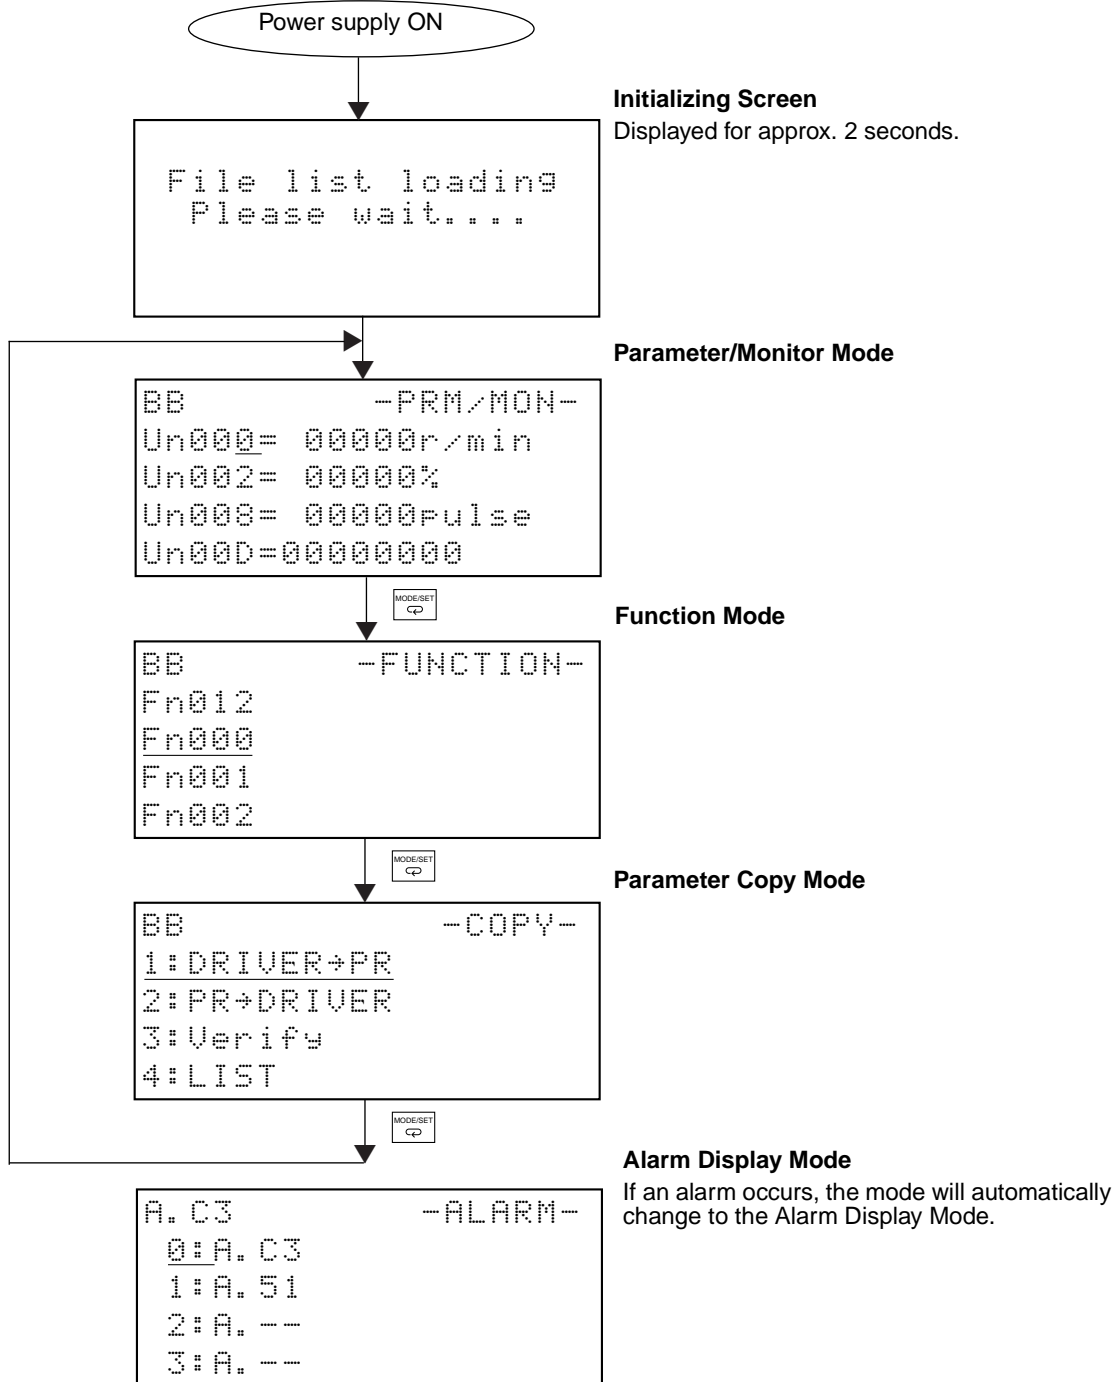 Power supply ON
Initializing Screen
Displayed for approx. 2 seconds.
File list loading
Please wait....
Parameter/Monitor Mode
BB -PRM/MON-
Un000= 00000r/min
Un002= 00000%
Un008= 00000pulse
Un00D=00000000
MODE/SET
Function Mode
BB -FUNCTION-
Fn012
Fn000
Fn001
Fn002
MODE/SET
Parameter Copy Mode
BB -COPY-
1:DRIVER→PR
2:PR→DRIVER
3:Verify
4:LIST
MODE/SET
Alarm Display Mode
If an alarm occurs, the mode will automatically
change to the Alarm Display Mode.
A.C3 -ALARM-
0:A.C3
1:A.51
2:A.--
3:A.--